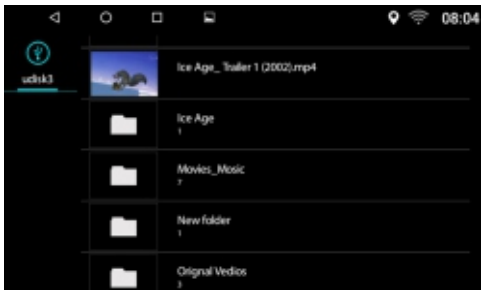 08:04
udisk3
Ice Age_ Trailer 1 (2002).mp4
Ice Age
1
Movies_Mosic
7
New folder
1
Orignal Vedios
3